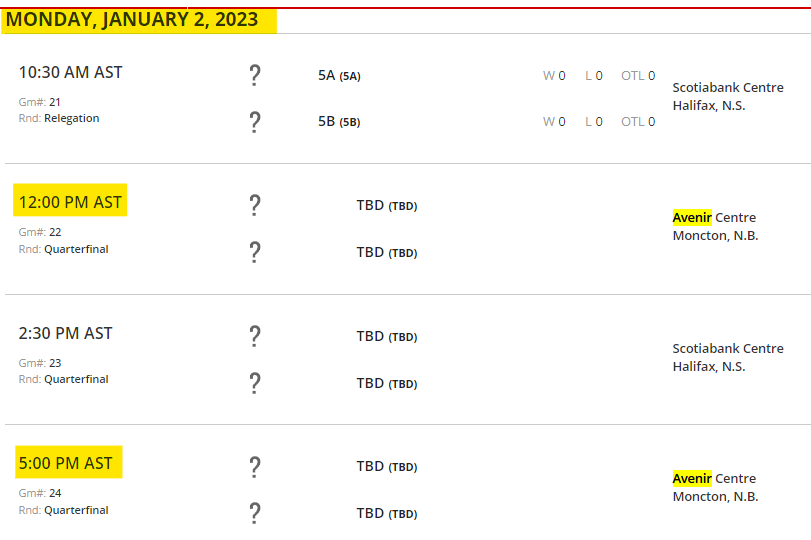 MONDAY, JANUARY 2, 2023
10:30 AM AST
Gm#: 21
Rnd: Relegation
?
5A (5A)
W 0 L 0 OTL 0
?
5B (5B)
W 0 L 0 OTL 0
Scotiabank Centre
Halifax, N.S.
12:00 PM AST
Gm#: 22
Rnd: Quarterfinal
?
TBD (TBD)
?
TBD (TBD)
Avenir Centre
Moncton, N.B.
2:30 PM AST
Gm#: 23
Rnd: Quarterfinal
?
TBD (TBD)
?
TBD (TBD)
Scotiabank Centre
Halifax, N.S.
5:00 PM AST
Gm#: 24
Rnd: Quarterfinal
?
TBD (TBD)
?
TBD (TBD)
Avenir Centre
Moncton, N.B.